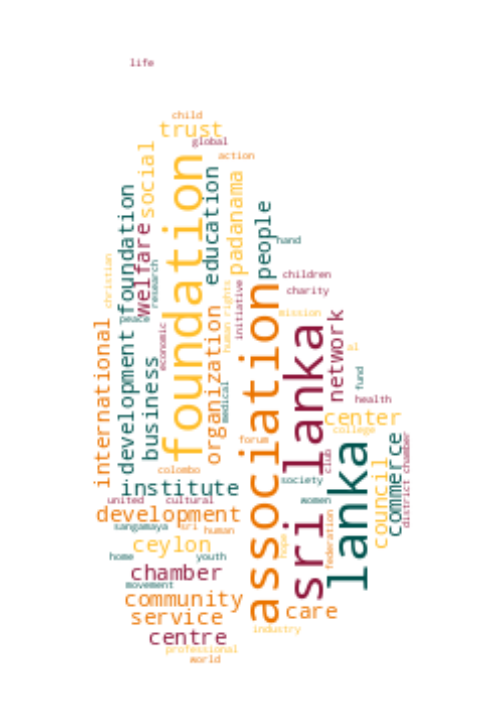 life
child
trust
global
action
social
foundation
education
padanama
people
hand
development foundation
welfare
research
peace
christian
children
charity
initiative
human rights
mission
international
economic
business
organization
medical
association
sri lanka
network
al
fund
health
center
college
forum
colombo
lanka
commerce
council
district chamber
club
society
institute
united
cultural
women
development
sangamaya
sri
human
federation
hope
ceylon
home
youth
chamber
movement
community
service
care
centre
industry
professional
world